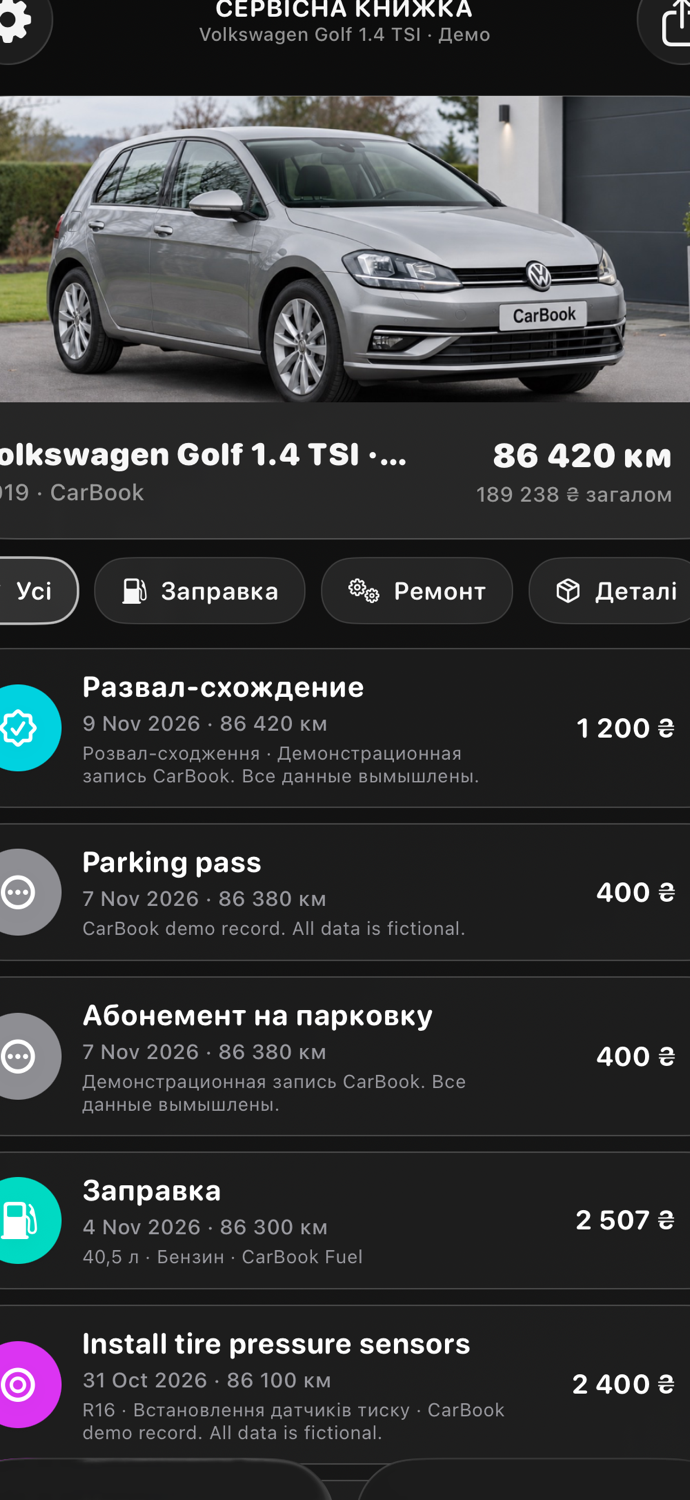 СЕРВІСНА КНИЖКА
Volkswagen Golf 1.4 TSI · Демо
CarBook
olkswagen Golf 1.4 TSI ·...
86 420 км
019 · CarBook
189 238 ₴ загалом
Усі
Заправка
Ремонт
Деталі
Развал-схождение
9 Nov 2026 · 86 420 км
1 200 ₴
Розвал-сходження · Демонстрационная
запись CarBook. Все данные вымышлены.
Parking pass
7 Nov 2026 · 86 380 км
400 ₴
CarBook demo record. All data is fictional.
Абонемент на парковку
7 Nov 2026 · 86 380 км
400 ₴
Демонстрационная запись CarBook. Все
данные вымышлены.
Заправка
4 Nov 2026 · 86 300 км
2 507 ₴
40,5 л · Бензин · CarBook Fuel
Install tire pressure sensors
31 Oct 2026 · 86 100 км
2 400 ₴
R16 · Встановлення датчиків тиску · CarBook
demo record. All data is fictional.